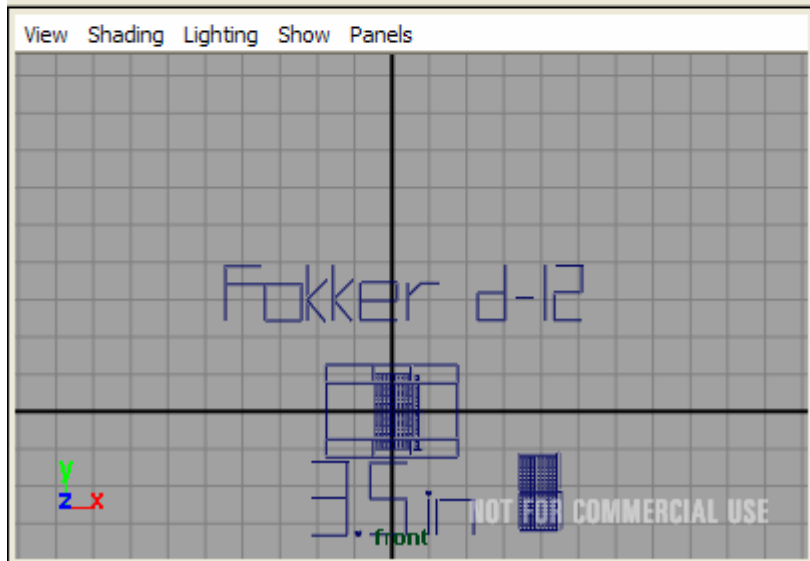 View Shading Lighting Show Panels
Fokker d-12
3.5in
NOT FOR COMMERCIAL USE
front
y
z x